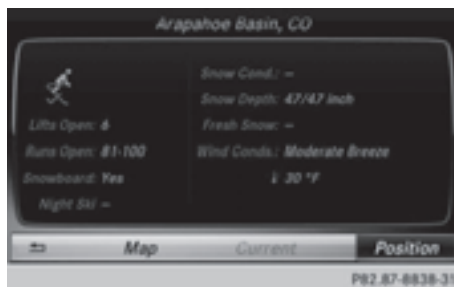 Arapahoe Basin, CO
Snow Cond.: –
Snow Depth: 47/47 inch
Lifts Open: 6
Fresh Snow: –
Runs Open: 81-100
Wind Conds.: Moderate Breeze
Snowboard: Yes
30 °F
Night Ski –
Map
Current
Position
P82.87-8838-31